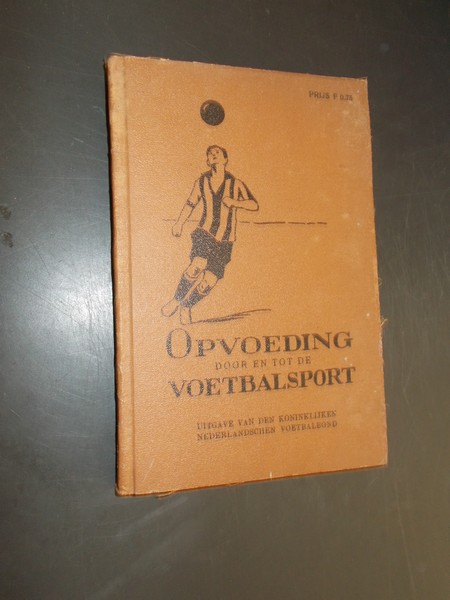 PRIJS F 0.75
OPVOEDING
DOOR EN TOT DE
VOETBALSPORT
UITGAVE VAN DEN KONINKLIJKEN
NEDERLANDSCHEN VOETBALBOND